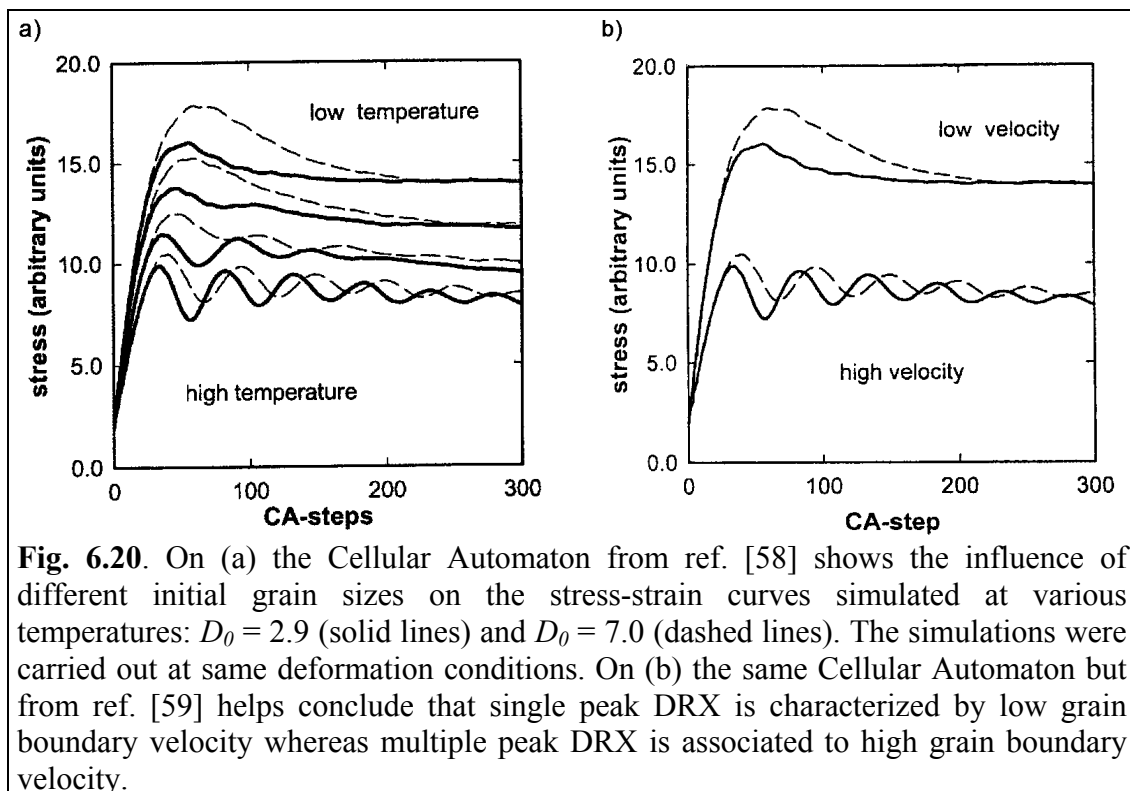 a)
20.0
15.0
10.0
5.0
0.0
stress (arbitrary units)
low temperature
high temperature
0
100
200
300
CA-steps
b)
20.0
15.0
10.0
5.0
0.0
stress (arbitrary units)
low velocity
high velocity
0
100
200
300
CA-step
Fig. 6.20. On (a) the Cellular Automaton from ref. [58] shows the influence of
different initial grain sizes on the stress-strain curves simulated at various
temperatures: D0 = 2.9 (solid lines) and D0 = 7.0 (dashed lines). The simulations were
carried out at same deformation conditions. On (b) the same Cellular Automaton but
from ref. [59] helps conclude that single peak DRX is characterized by low grain
boundary velocity whereas multiple peak DRX is associated to high grain boundary
velocity.